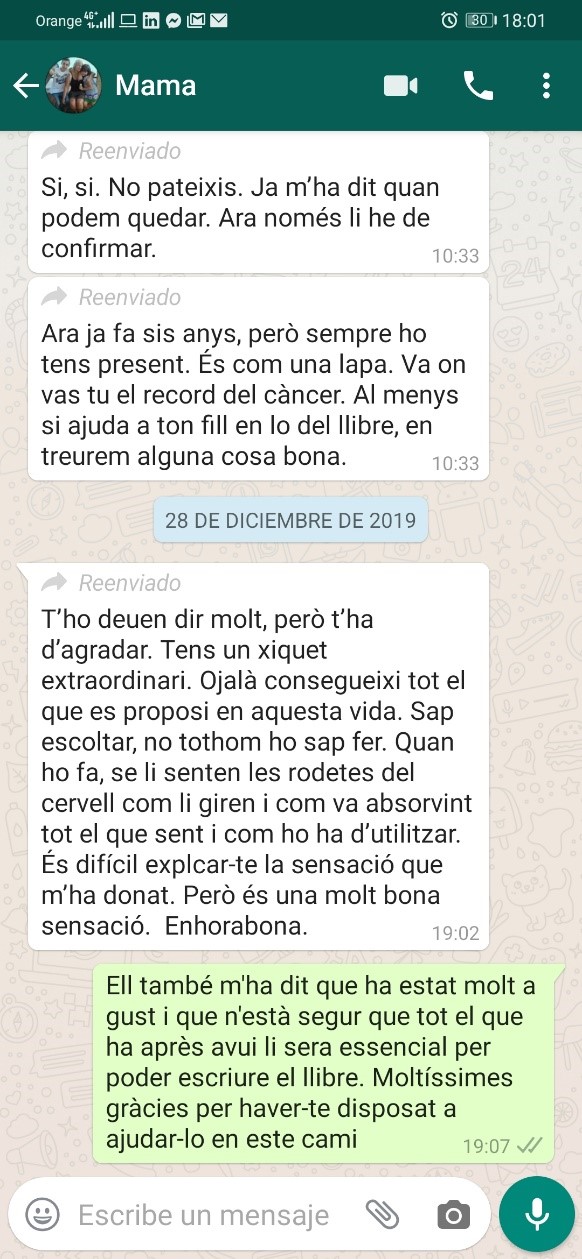 Orange 4G+ 80 18:01
Mama
Reenviado
Si, si. No pateixis. Ja m’ha dit quan
podem quedar. Ara només li he de
confirmar.
10:33
Reenviado
Ara ja fa sis anys, però sempre ho
tens present. És com una lapa. Va on
vas tu el record del càncer. Al menys
si ajuda a ton fill en lo del llibre, en
treurem alguna cosa bona.
10:33
28 DE DICIEMBRE DE 2019
Reenviado
T’ho deuen dir molt, però t’ha
d’agradar. Tens un xiquet
extraordinari. Ojalà consegueixi tot el
que es proposi en aquesta vida. Sap
escoltar, no tothom ho sap fer. Quan
ho fa, se li senten les rodetes del
cervell com li giren i com va absorvint
tot el que sent i com ho ha d’utilitzar.
És difícil explcar-te la sensació que
m’ha donat. Però és una molt bona
sensació.  Enhorabona.
19:02
Ell també m'ha dit que ha estat molt a
gust i que n'està segur que tot el que
ha après avui li sera essencial per
poder escriure el llibre. Moltíssimes
gràcies per haver-te disposat a
ajudar-lo en este cami
19:07
Escribe un mensaje